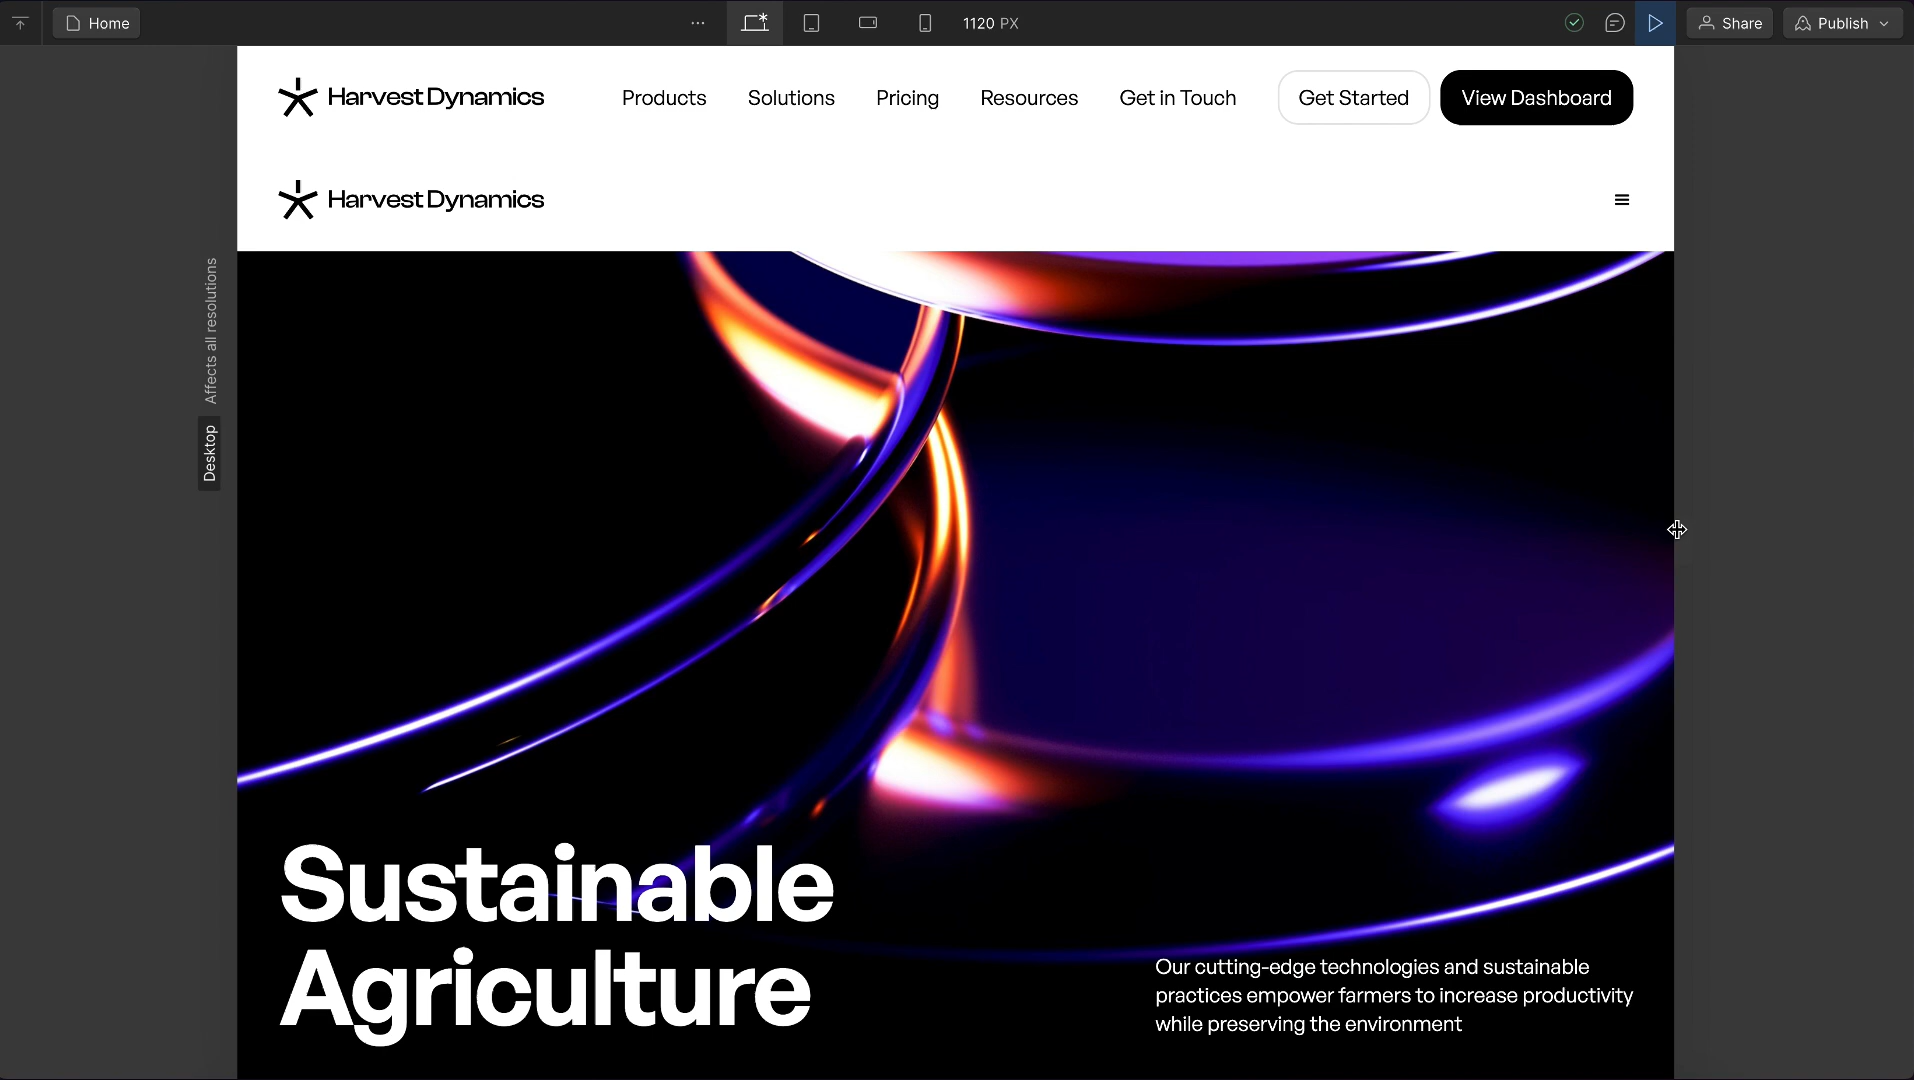 Home
1120 PX
Share
Publish
Harvest Dynamics
Products
Solutions
Pricing
Resources
Get in Touch
Get Started
View Dashboard
Harvest Dynamics
Affects all resolutions
Desktop
Sustainable
Agriculture
Our cutting-edge technologies and sustainable
practices empower farmers to increase productivity
while preserving the environment